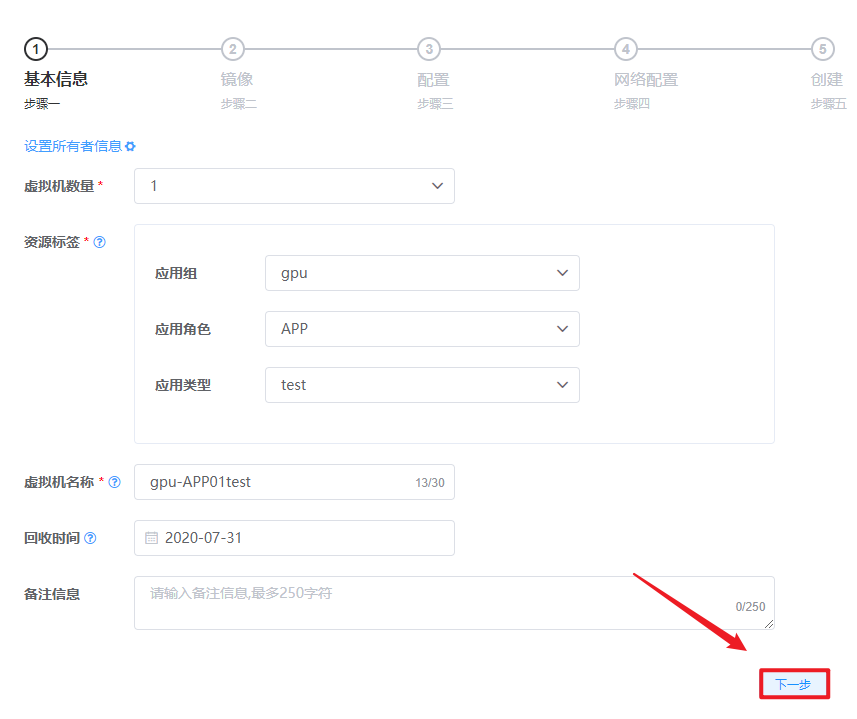 1 2 3 4 5
基本信息 镜像 配置 网络配置 创建
步骤一 步骤二 步骤三 步骤四 步骤五
设置所有者信息
虚拟机数量 * 1
资源标签 * ?
应用组 gpu
应用角色 APP
应用类型 test
虚拟机名称 * ? gpu-APP01test 13/30
回收时间 ? 2020-07-31
备注信息 请输入备注信息,最多250字符
0/250
下一步